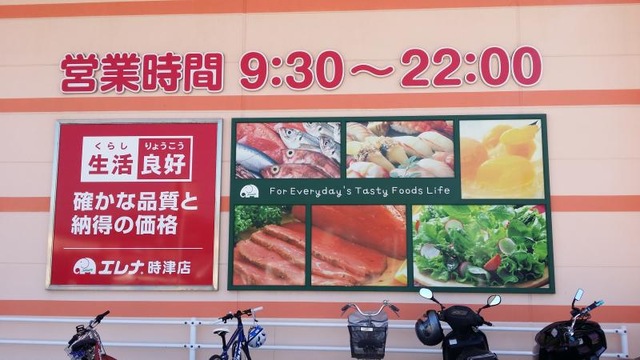 営業時間 9:30～22:00
くらし りょうこう
生活 良好
確かな品質と
納得の価格
エレナ 時津店
For Everyday's Tasty Foods Life